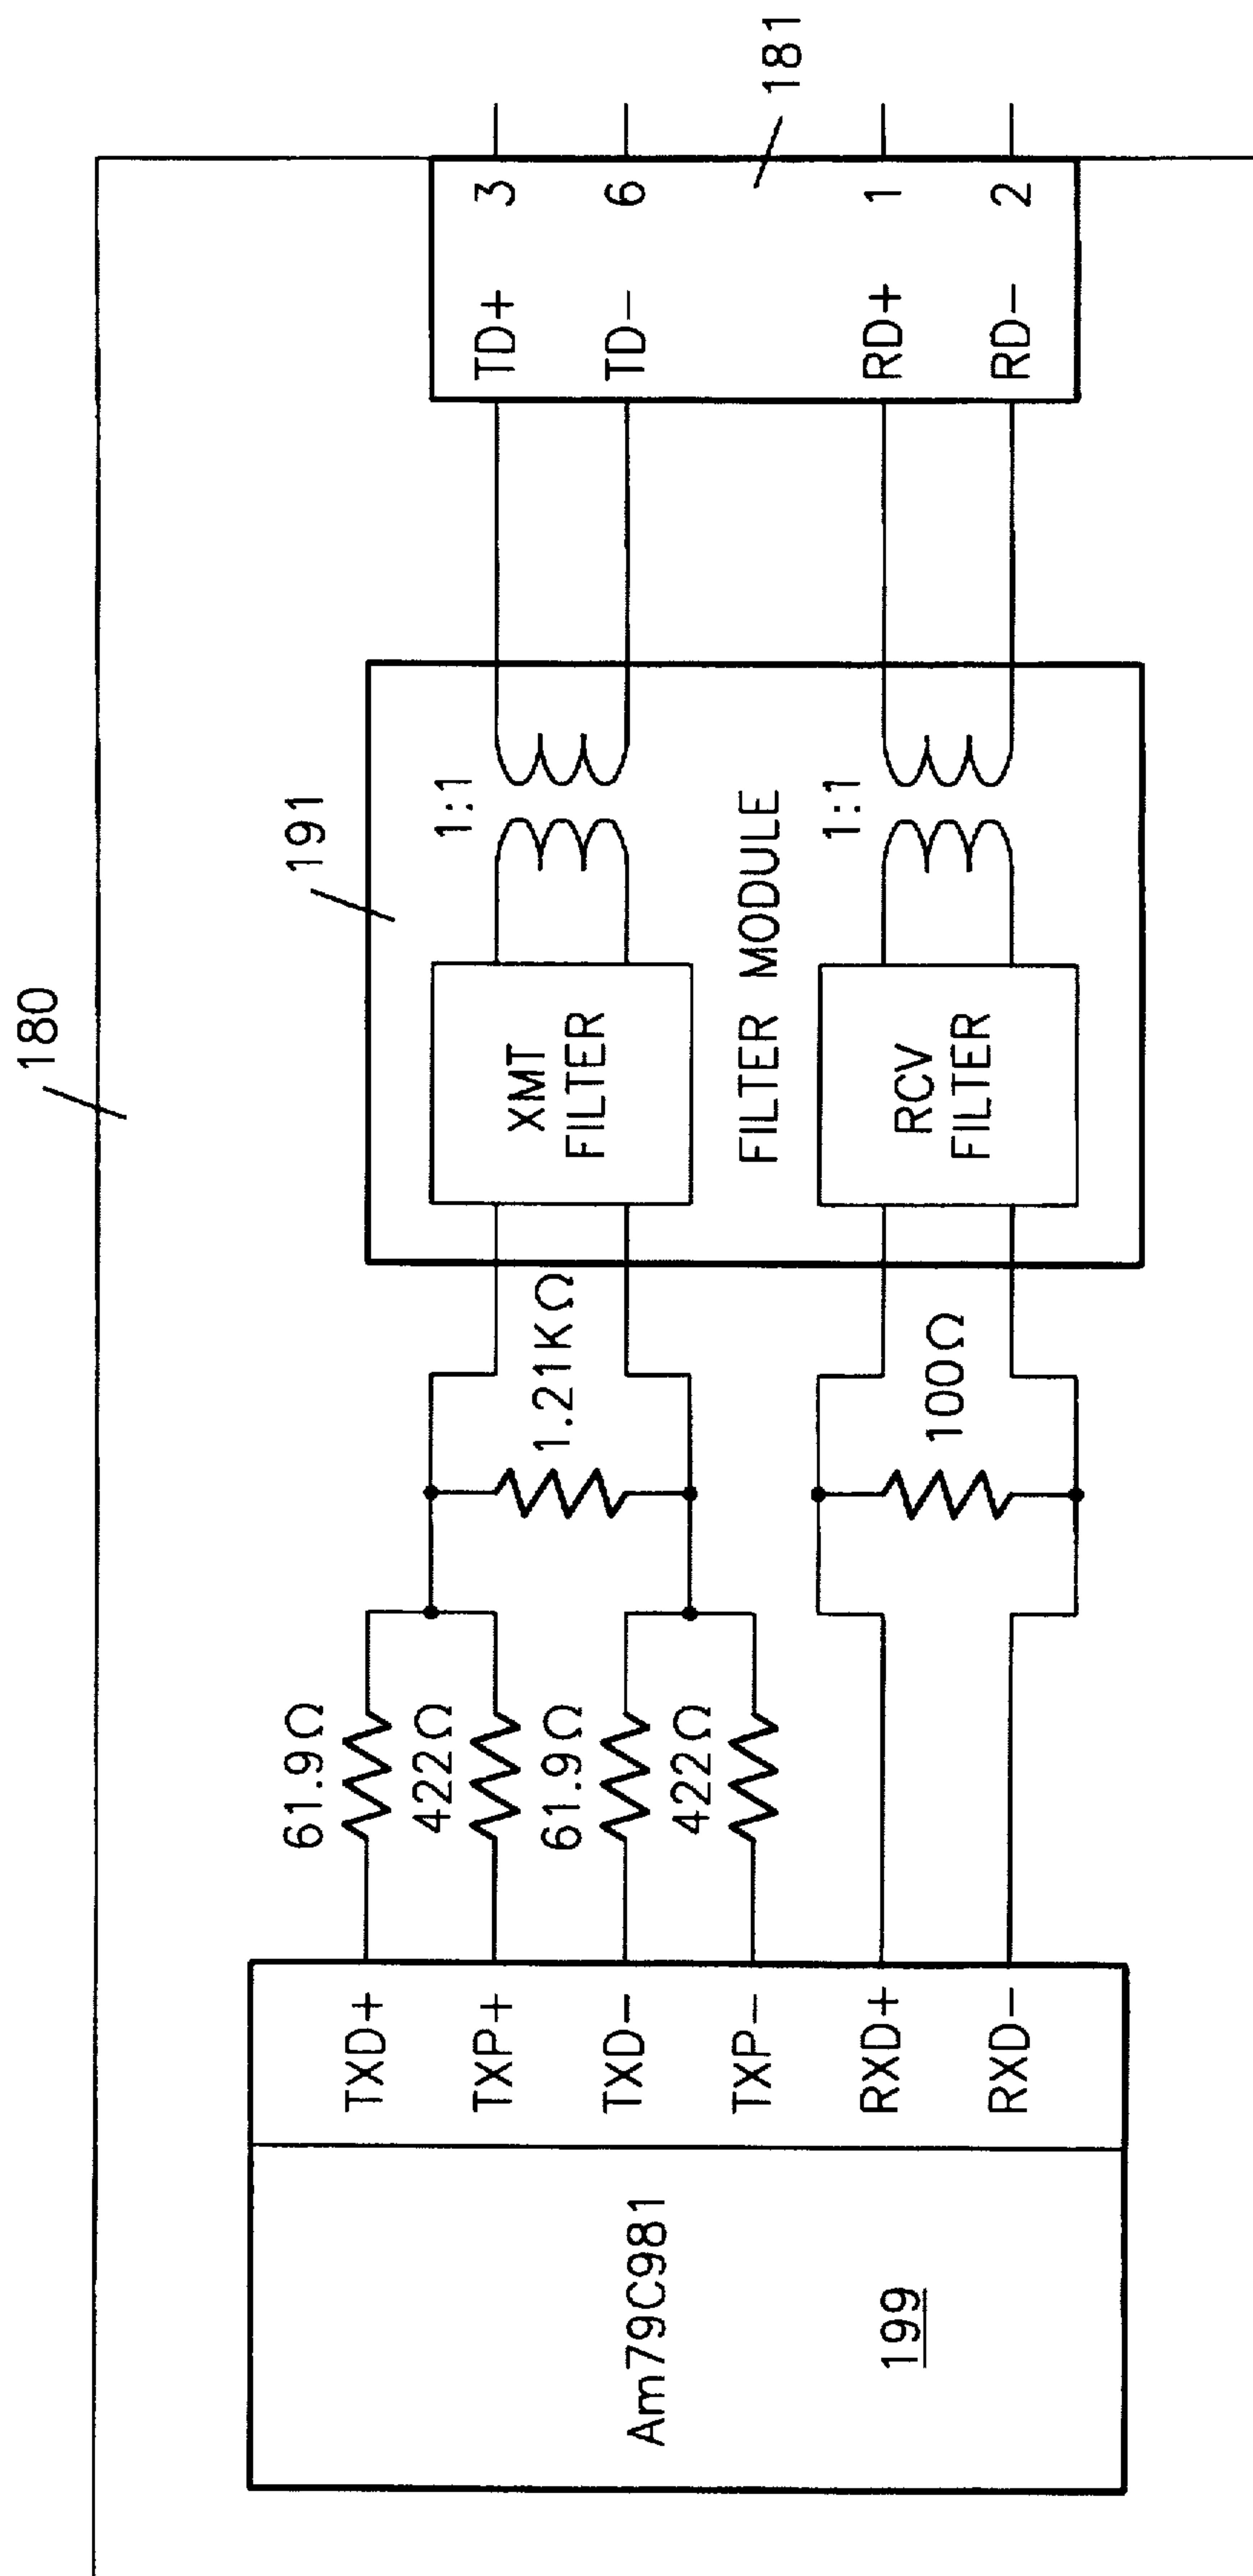 180
191
181
Am79C981
199
TXD+
TXP+
TXD-
TXP-
RXD+
RXD-
61.9Ω
422Ω
61.9Ω
422Ω
1.21KΩ
100Ω
XMT
FILTER
1:1
FILTER MODULE
RCV
FILTER
1:1
TD+ 3
TD- 6
RD+ 1
RD- 2